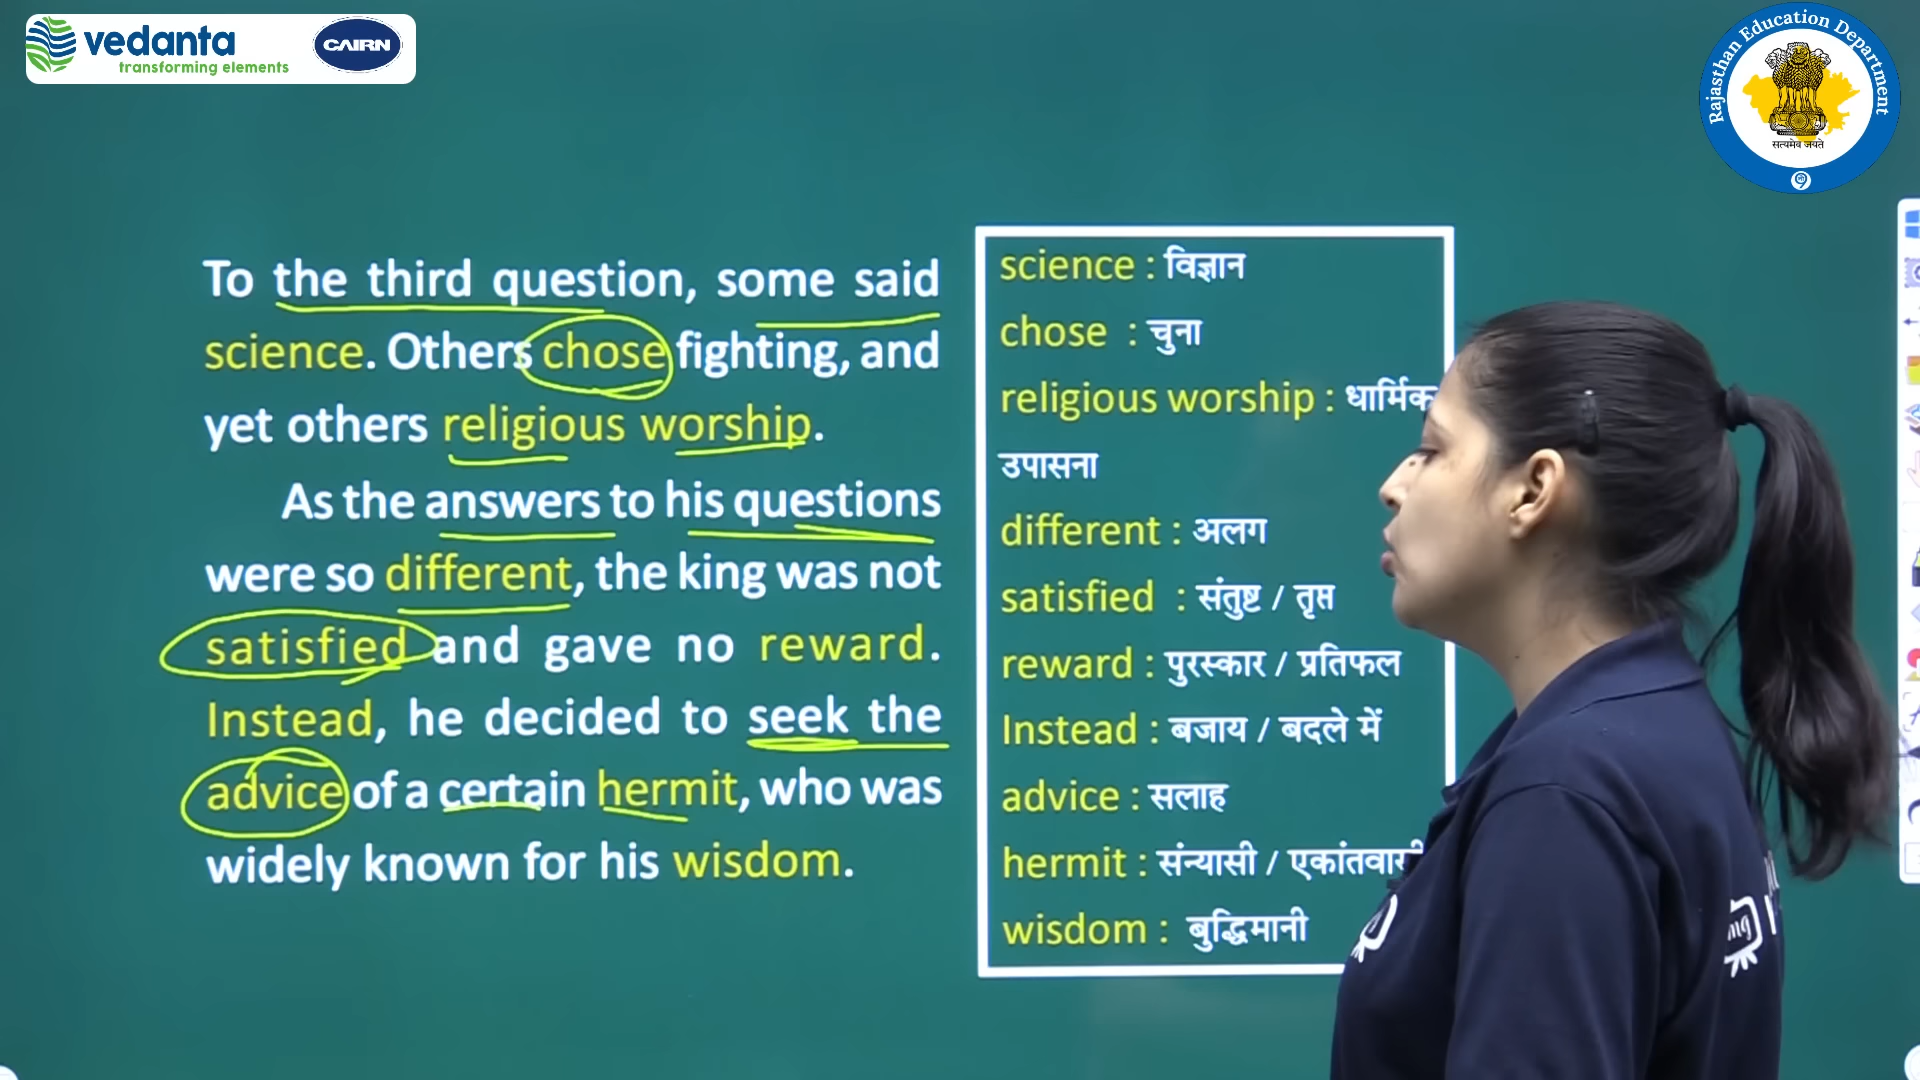 vedanta
transforming elements
CAIRN
Rajasthan Education Department
सत्यमेव जयते
To the third question, some said
science. Others chose fighting, and
yet others religious worship.
As the answers to his questions
were so different, the king was not
satisfied and gave no reward.
Instead, he decided to seek the
advice of a certain hermit, who was
widely known for his wisdom.
science : विज्ञान
chose : चुना
religious worship : धार्मिक
उपासना
different : अलग
satisfied : संतुष्ट / तृप्त
reward : पुरस्कार / प्रतिफल
Instead : बजाय / बदले में
advice : सलाह
hermit : संन्यासी / एकांतवासी
wisdom : बुद्धिमानी